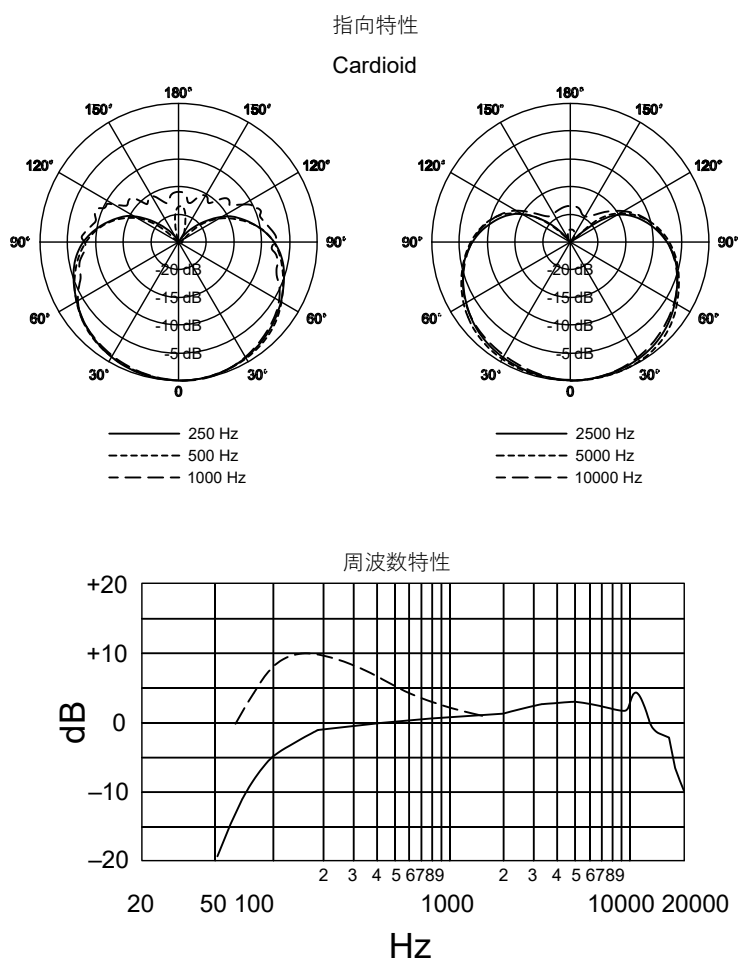 指向特性
Cardioid
180° 180°
150° 150° 150° 150°
120° 120° 120° 120°
90° 90° 90° 90°
-20 dB -20 dB
-15 dB -15 dB
60° 60° 60° 60°
-10 dB -10 dB
-5 dB -5 dB
30° 30° 30° 30°
0 0
250 Hz 2500 Hz
500 Hz 5000 Hz
1000 Hz 10000 Hz
周波数特性
+20
+10
0
–10
–20
dB
2 3 4 5 6789 2 3 4 5 6789
20 50 100 1000 10000 20000
Hz